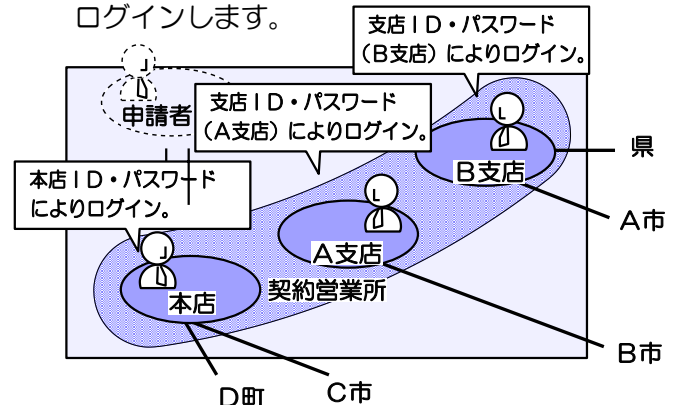 ログインします。
支店ID・パスワード
(B支店)によりログイン。
申請者
支店ID・パスワード
(A支店)によりログイン。
県
B支店
本店ID・パスワード
によりログイン。
A市
A支店
契約営業所
本店
B市
D町
C市